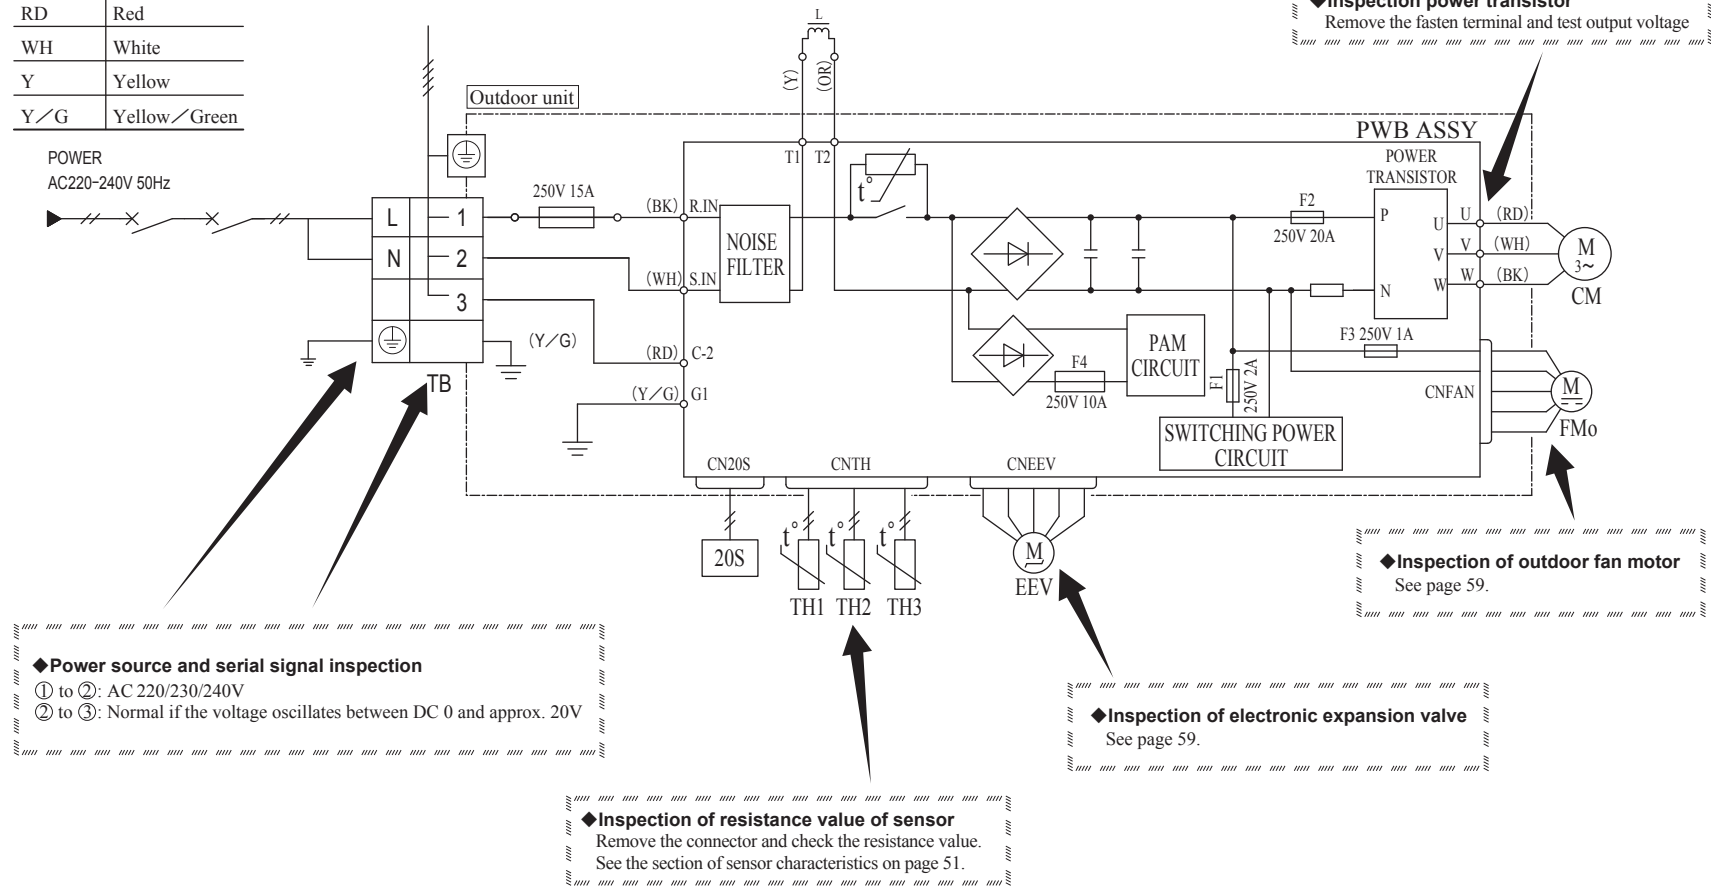 RD Red
WH White
Y Yellow
Y/G Yellow/Green
◆Inspection power transistor
Remove the fasten terminal and test output voltage
L
(Y)
(OR)
Outdoor unit
PWB ASSY
POWER
AC220-240V 50Hz
T1 T2
t°
POWER
TRANSISTOR
250V 15A
L 1
N 2
3
TB
(Y/G)
(BK) R.IN
(WH) S.IN
(RD) C-2
(Y/G) G1
NOISE
FILTER
F2
250V 20A
P
N
U
V
W
U (RD)
V (WH)
W (BK)
M
3~
CM
PAM
CIRCUIT
F4
250V 10A
F1
250V 2A
F3 250V 1A
CNFAN
M
FMo
SWITCHING POWER
CIRCUIT
CN20S
CNTH
CNEEV
20S
t° t° t°
TH1 TH2 TH3
M
EEV
◆Inspection of outdoor fan motor
See page 59.
◆Power source and serial signal inspection
① to ②: AC 220/230/240V
② to ③: Normal if the voltage oscillates between DC 0 and approx. 20V
◆Inspection of electronic expansion valve
See page 59.
◆Inspection of resistance value of sensor
Remove the connector and check the resistance value.
See the section of sensor characteristics on page 51.